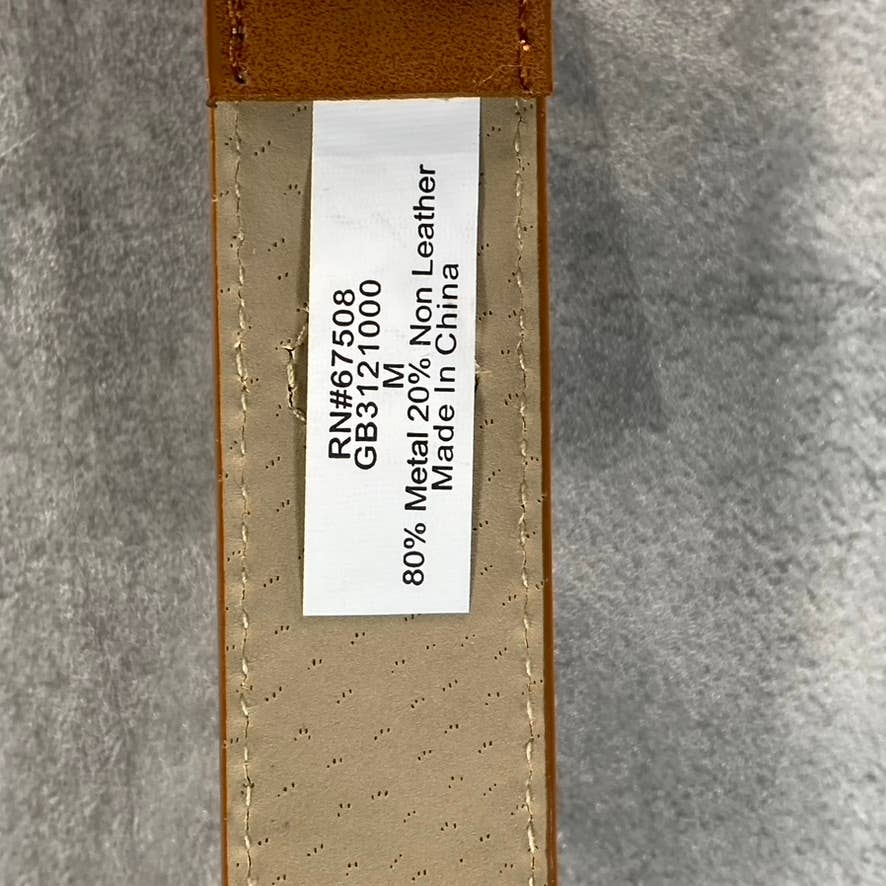 RN#67508
GB3121000
M
80% Metal 20% Non Leather
Made In China